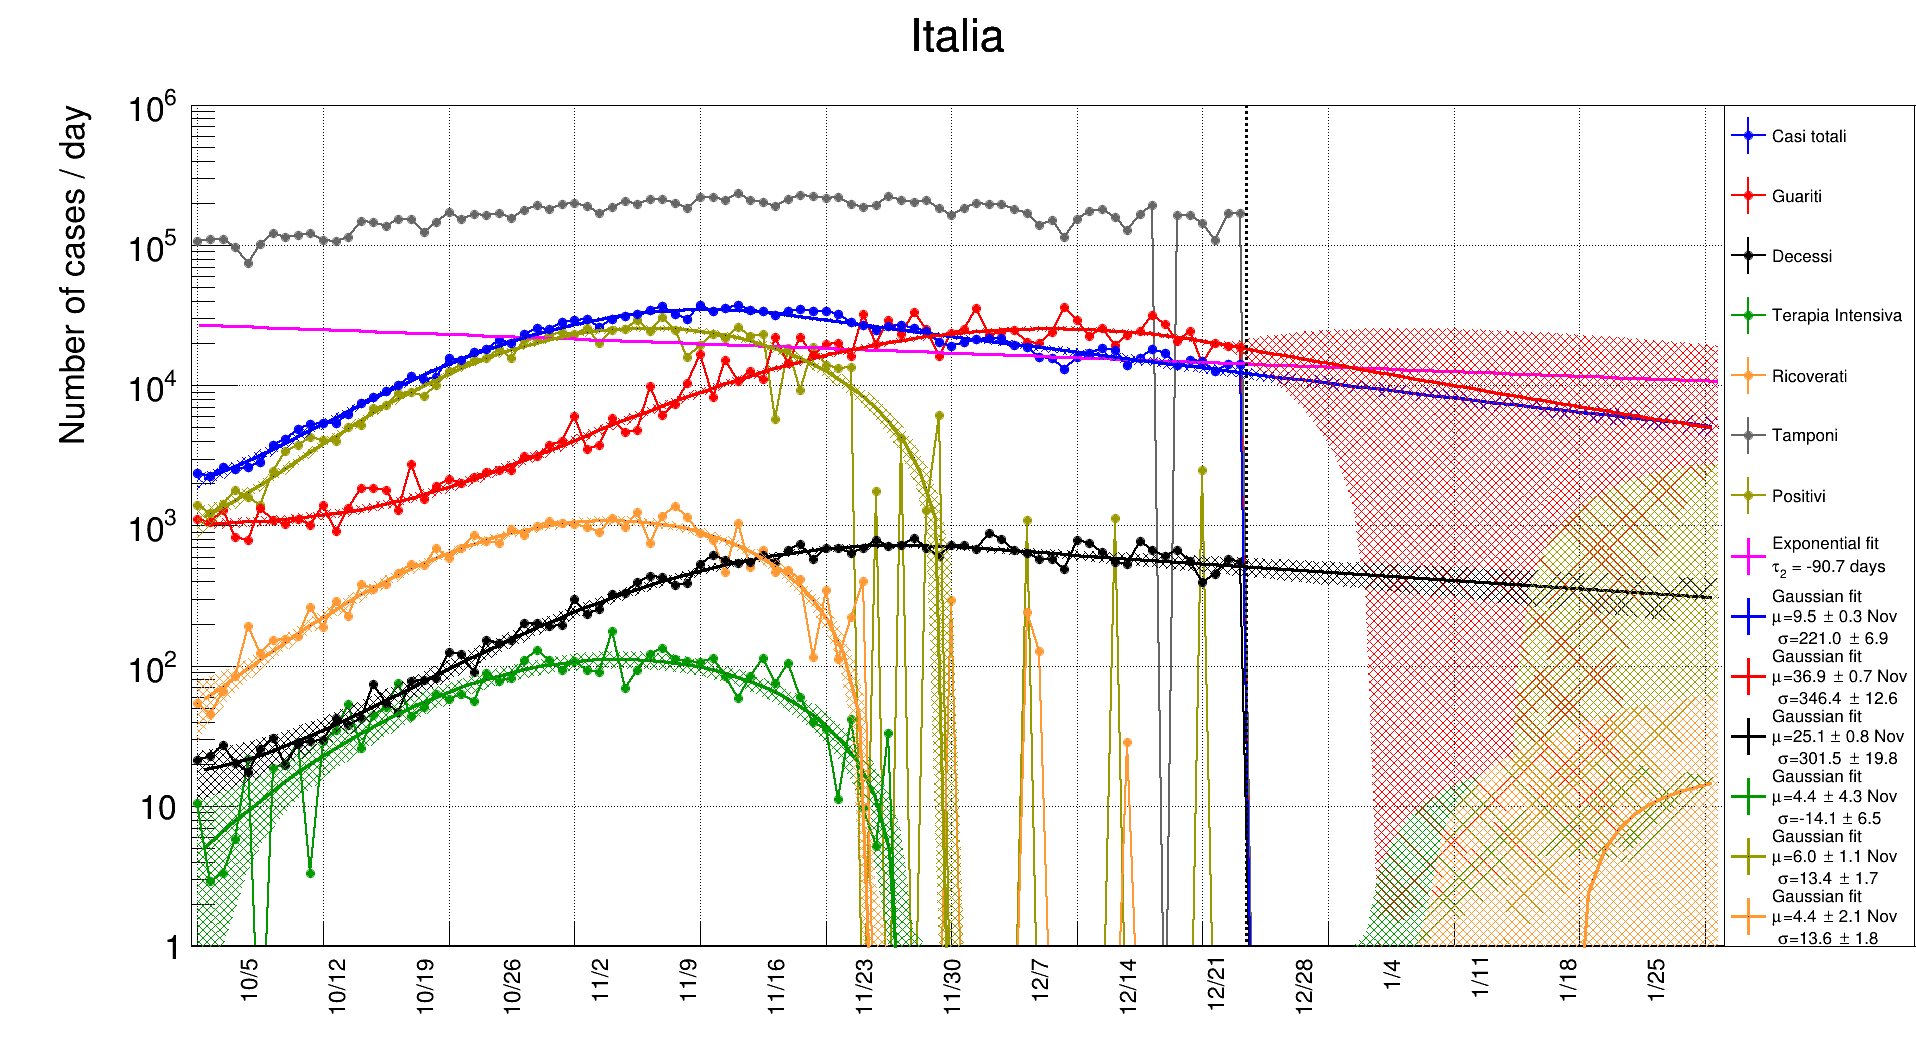 Italia
Number of cases / day
10^6
10^5
10^4
10^3
10^2
10
1
10/5 10/12 10/19 10/26 11/2 11/9 11/16 11/23 11/30 12/7 12/14 12/21 12/28 1/4 1/11 1/18 1/25
Casi totali
Guariti
Decessi
Terapia Intensiva
Ricoverati
Tamponi
Positivi
Exponential fit
τ₂ = -90.7 days
Gaussian fit
μ=9.5 ± 0.3 Nov
σ=221.0 ± 6.9
Gaussian fit
μ=36.9 ± 0.7 Nov
σ=346.4 ± 12.6
Gaussian fit
μ=25.1 ± 0.8 Nov
σ=301.5 ± 19.8
Gaussian fit
μ=4.4 ± 4.3 Nov
σ=-14.1 ± 6.5
Gaussian fit
μ=6.0 ± 1.1 Nov
σ=13.4 ± 1.7
Gaussian fit
μ=4.4 ± 2.1 Nov
σ=13.6 ± 1.8